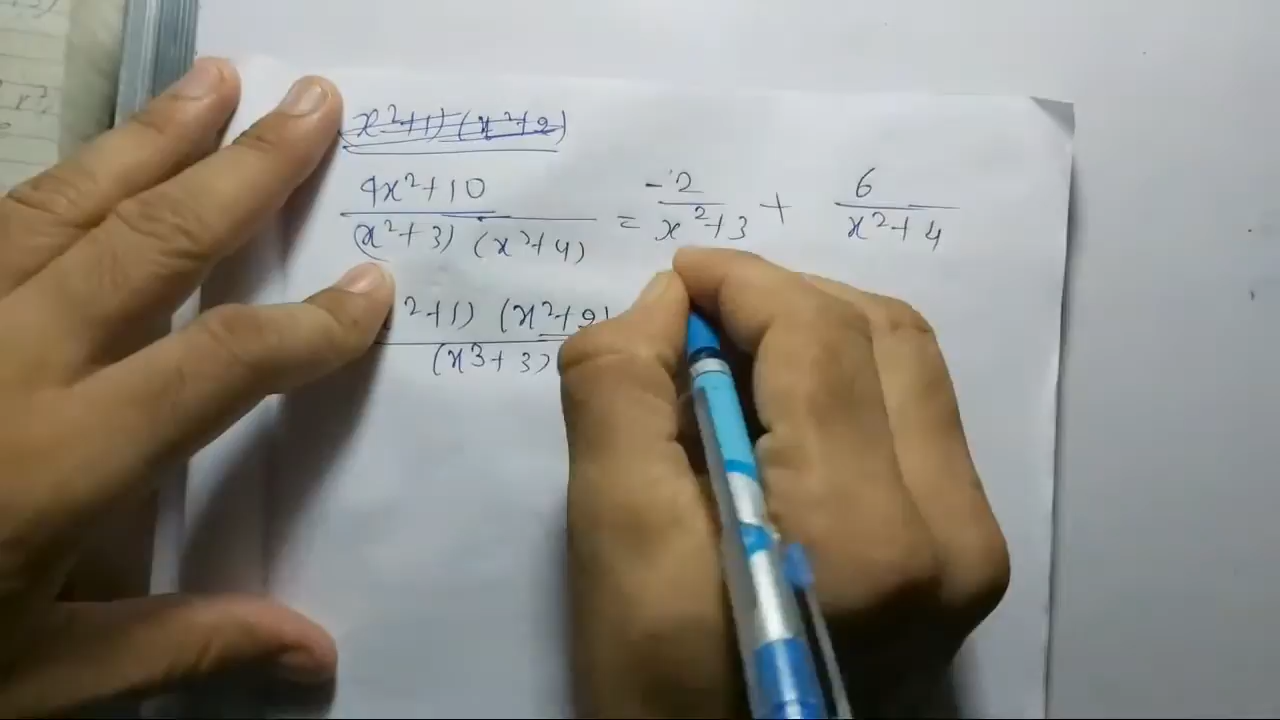 (x²+1) (x²+2)
4x²+10 / (x²+3) (x²+4) = -2 / x²+3 + 6 / x²+4
²+1) (x²+2) / (x3+3)
x²